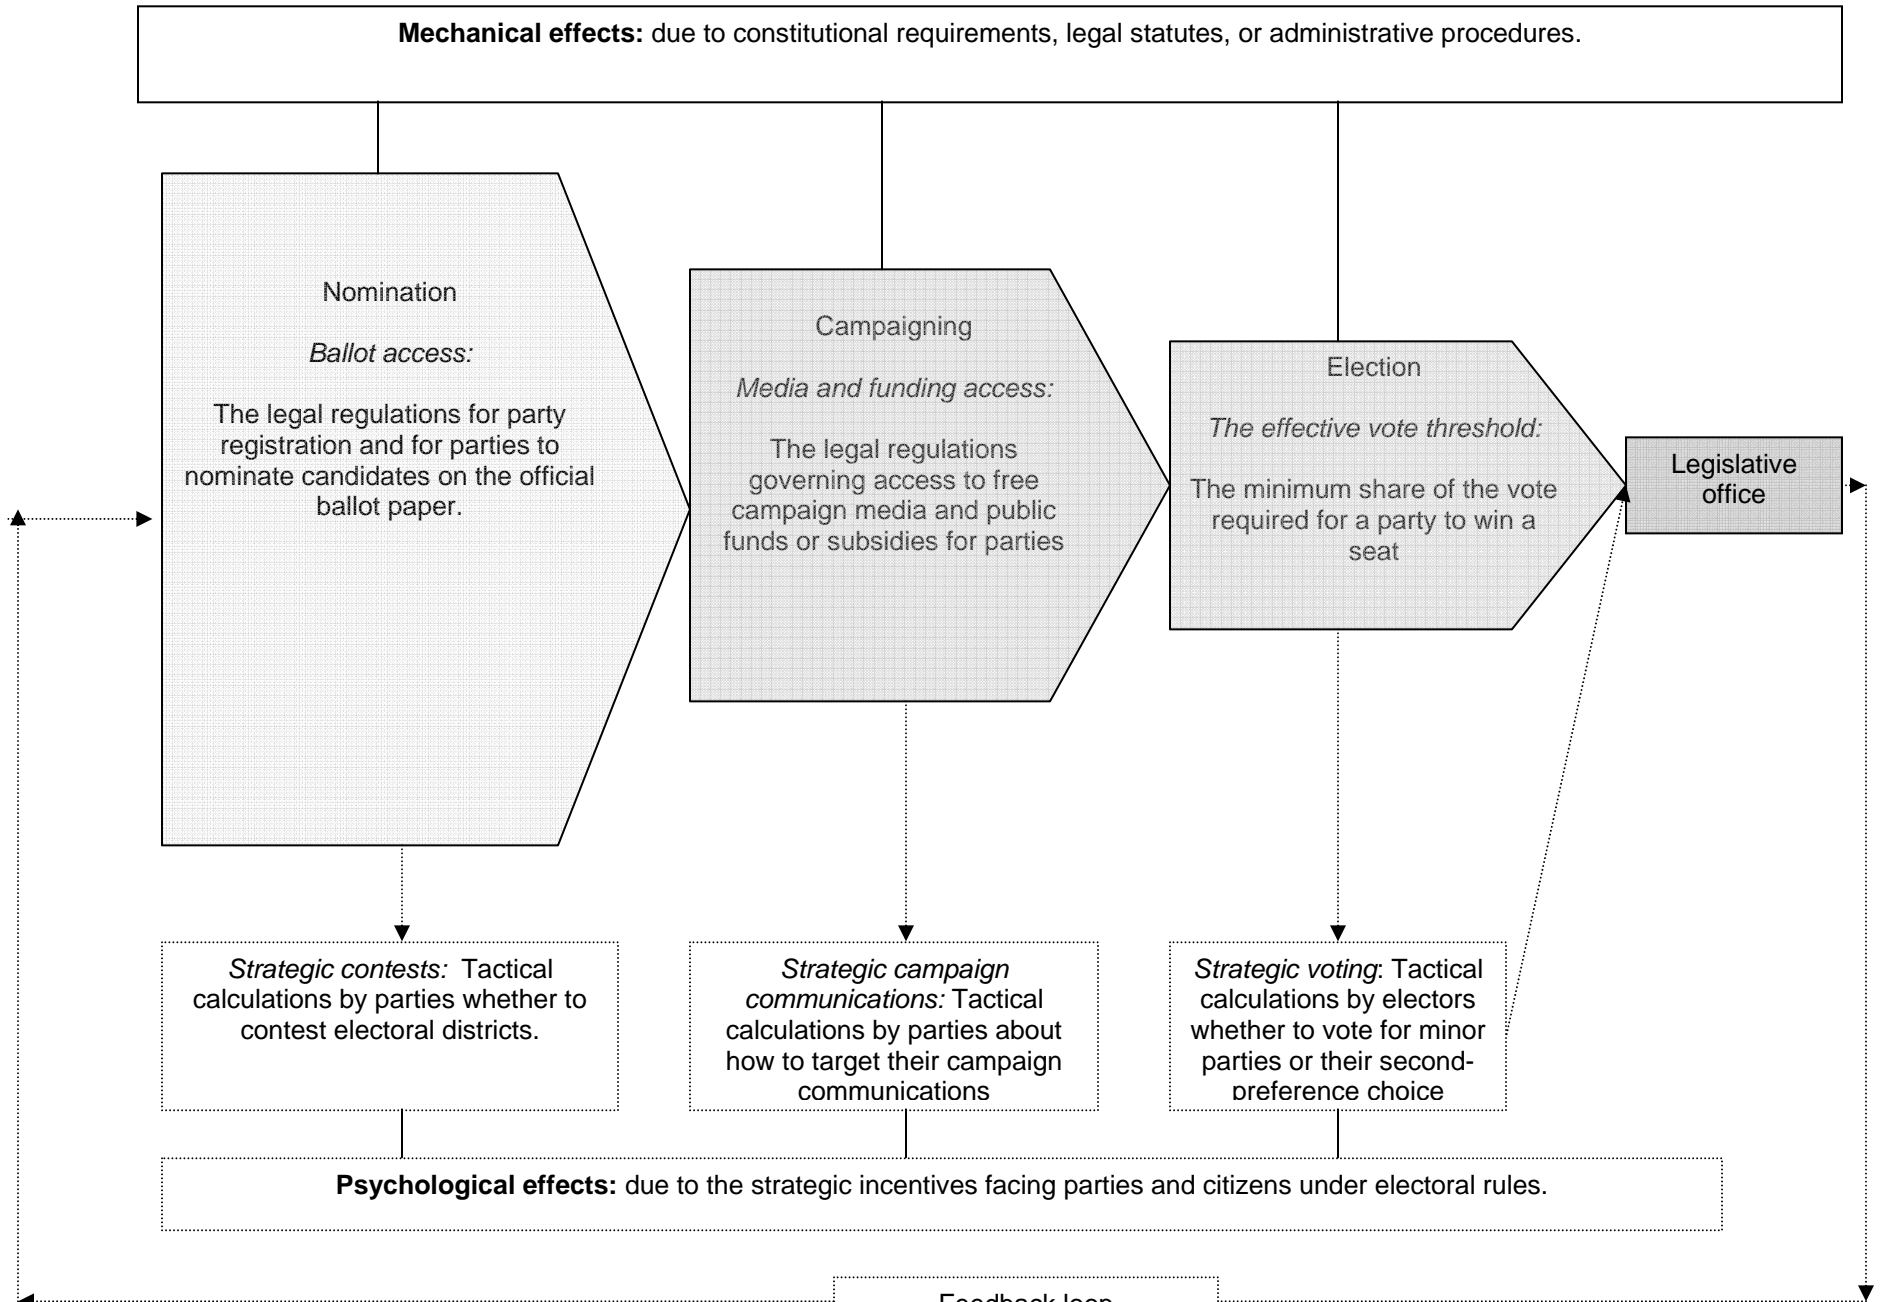 Mechanical effects: due to constitutional requirements, legal statutes, or administrative procedures.
Nomination
Ballot access:
The legal regulations for party
registration and for parties to
nominate candidates on the official
ballot paper.
Campaigning
Media and funding access:
The legal regulations
governing access to free
campaign media and public
funds or subsidies for parties
Election
The effective vote threshold:
The minimum share of the vote
required for a party to win a
seat
Legislative
office
Strategic contests: Tactical
calculations by parties whether to
contest electoral districts.
Strategic campaign
communications: Tactical
calculations by parties about
how to target their campaign
communications
Strategic voting: Tactical
calculations by electors
whether to vote for minor
parties or their second-
preference choice
Psychological effects: due to the strategic incentives facing parties and citizens under electoral rules.
Feedback loop